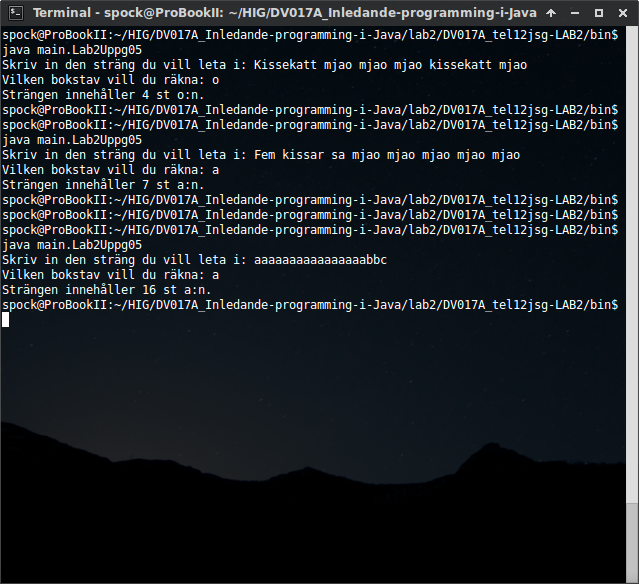 Terminal - spock@ProBookII: ~/HIG/DV017A_Inledande-programming-i-Java
spock@ProBookII:~/HIG/DV017A_Inledande-programming-i-Java/lab2/DV017A_tel12jsg-LAB2/bin$
java main.Lab2Uppg05
Skriv in den sträng du vill leta i: Kissekatt mjao mjao mjao kissekatt mjao
Vilken bokstav vill du räkna: o
Strängen innehåller 4 st o:n.
spock@ProBookII:~/HIG/DV017A_Inledande-programming-i-Java/lab2/DV017A_tel12jsg-LAB2/bin$
spock@ProBookII:~/HIG/DV017A_Inledande-programming-i-Java/lab2/DV017A_tel12jsg-LAB2/bin$
java main.Lab2Uppg05
Skriv in den sträng du vill leta i: Fem kissar sa mjao mjao mjao mjao mjao
Vilken bokstav vill du räkna: a
Strängen innehåller 7 st a:n.
spock@ProBookII:~/HIG/DV017A_Inledande-programming-i-Java/lab2/DV017A_tel12jsg-LAB2/bin$
spock@ProBookII:~/HIG/DV017A_Inledande-programming-i-Java/lab2/DV017A_tel12jsg-LAB2/bin$
spock@ProBookII:~/HIG/DV017A_Inledande-programming-i-Java/lab2/DV017A_tel12jsg-LAB2/bin$
java main.Lab2Uppg05
Skriv in den sträng du vill leta i: aaaaaaaaaaaaaaaabbc
Vilken bokstav vill du räkna: a
Strängen innehåller 16 st a:n.
spock@ProBookII:~/HIG/DV017A_Inledande-programming-i-Java/lab2/DV017A_tel12jsg-LAB2/bin$